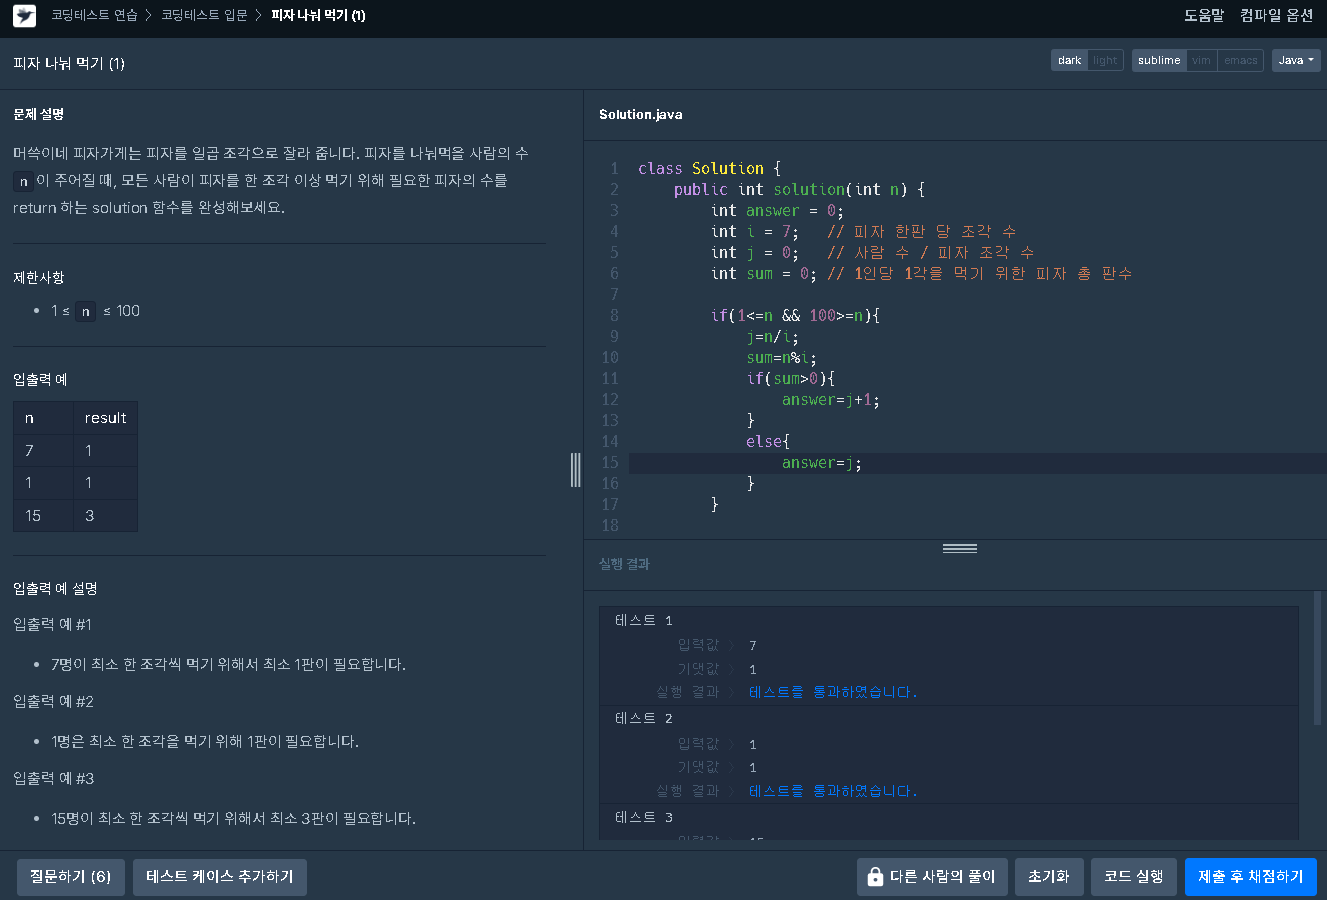 코딩테스트 연습 > 코딩테스트 입문 > 피자 나눠 먹기 (1)
도움말 컴파일 옵션
피자 나눠 먹기 (1)
dark light sublime vim emacs Java
문제 설명
머쓱이네 피자가게는 피자를 일곱 조각으로 잘라 줍니다. 피자를 나눠먹을 사람의 수
n 이 주어질 때, 모든 사람이 피자를 한 조각 이상 먹기 위해 필요한 피자의 수를
return 하는 solution 함수를 완성해보세요.
제한사항
• 1 ≤ n ≤ 100
입출력 예
n result
7 1
1 1
15 3
입출력 예 설명
입출력 예 #1
• 7명이 최소 한 조각씩 먹기 위해서 최소 1판이 필요합니다.
입출력 예 #2
• 1명은 최소 한 조각을 먹기 위해 1판이 필요합니다.
입출력 예 #3
• 15명이 최소 한 조각씩 먹기 위해서 최소 3판이 필요합니다.
Solution.java
1 class Solution {
2 public int solution(int n) {
3 int answer = 0;
4 int i = 7; // 피자 한판 당 조각 수
5 int j = 0; // 사람 수 / 피자 조각 수
6 int sum = 0; // 1인당 1각을 먹기 위한 피자 총 판수
7
8 if(1<=n && 100>=n){
9 j=n/i;
10 sum=n%i;
11 if(sum>0){
12 answer=j+1;
13 }
14 else{
15 answer=j;
16 }
17 }
18
실행 결과
테스트 1
입력값 > 7
기댓값 > 1
실행 결과 > 테스트를 통과하였습니다.
테스트 2
입력값 > 1
기댓값 > 1
실행 결과 > 테스트를 통과하였습니다.
테스트 3
입력값 > 15
질문하기 (6) 테스트 케이스 추가하기 다른 사람의 풀이 초기화 코드 실행 제출 후 채점하기